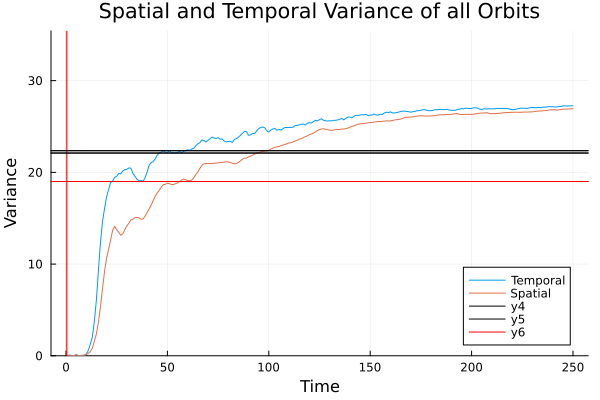 Spatial and Temporal Variance of all Orbits
30
20
10
0
Variance
Temporal
Spatial
y4
y5
y6
0 50 100 150 200 250
Time